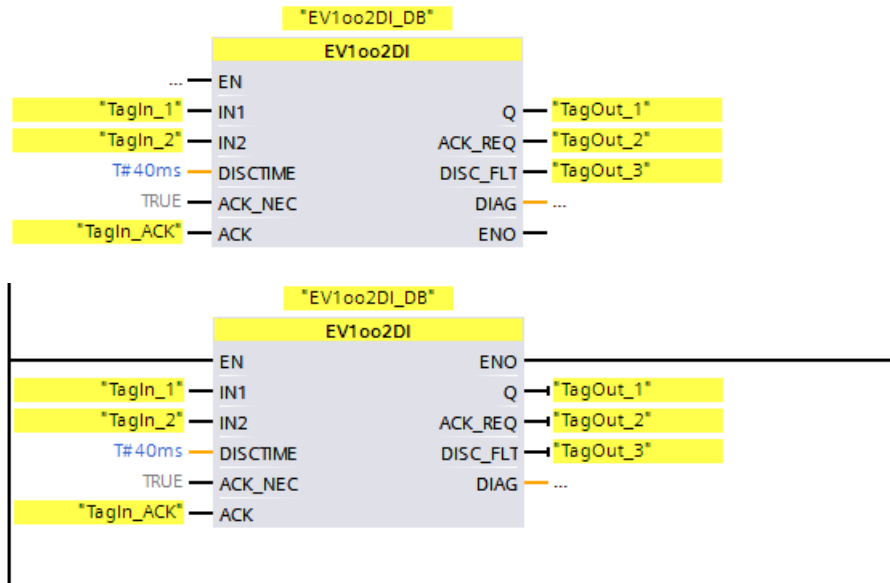 "EV1oo2DI_DB"
EV1oo2DI
... EN
"TagIn_1" IN1 Q "TagOut_1"
"TagIn_2" IN2 ACK_REQ "TagOut_2"
T#40ms DISCTIME DISC_FLT "TagOut_3"
TRUE ACK_NEC DIAG ...
"TagIn_ACK" ACK ENO
"EV1oo2DI_DB"
EV1oo2DI
EN ENO
"TagIn_1" IN1 Q "TagOut_1"
"TagIn_2" IN2 ACK_REQ "TagOut_2"
T#40ms DISCTIME DISC_FLT "TagOut_3"
TRUE ACK_NEC DIAG ...
"TagIn_ACK" ACK